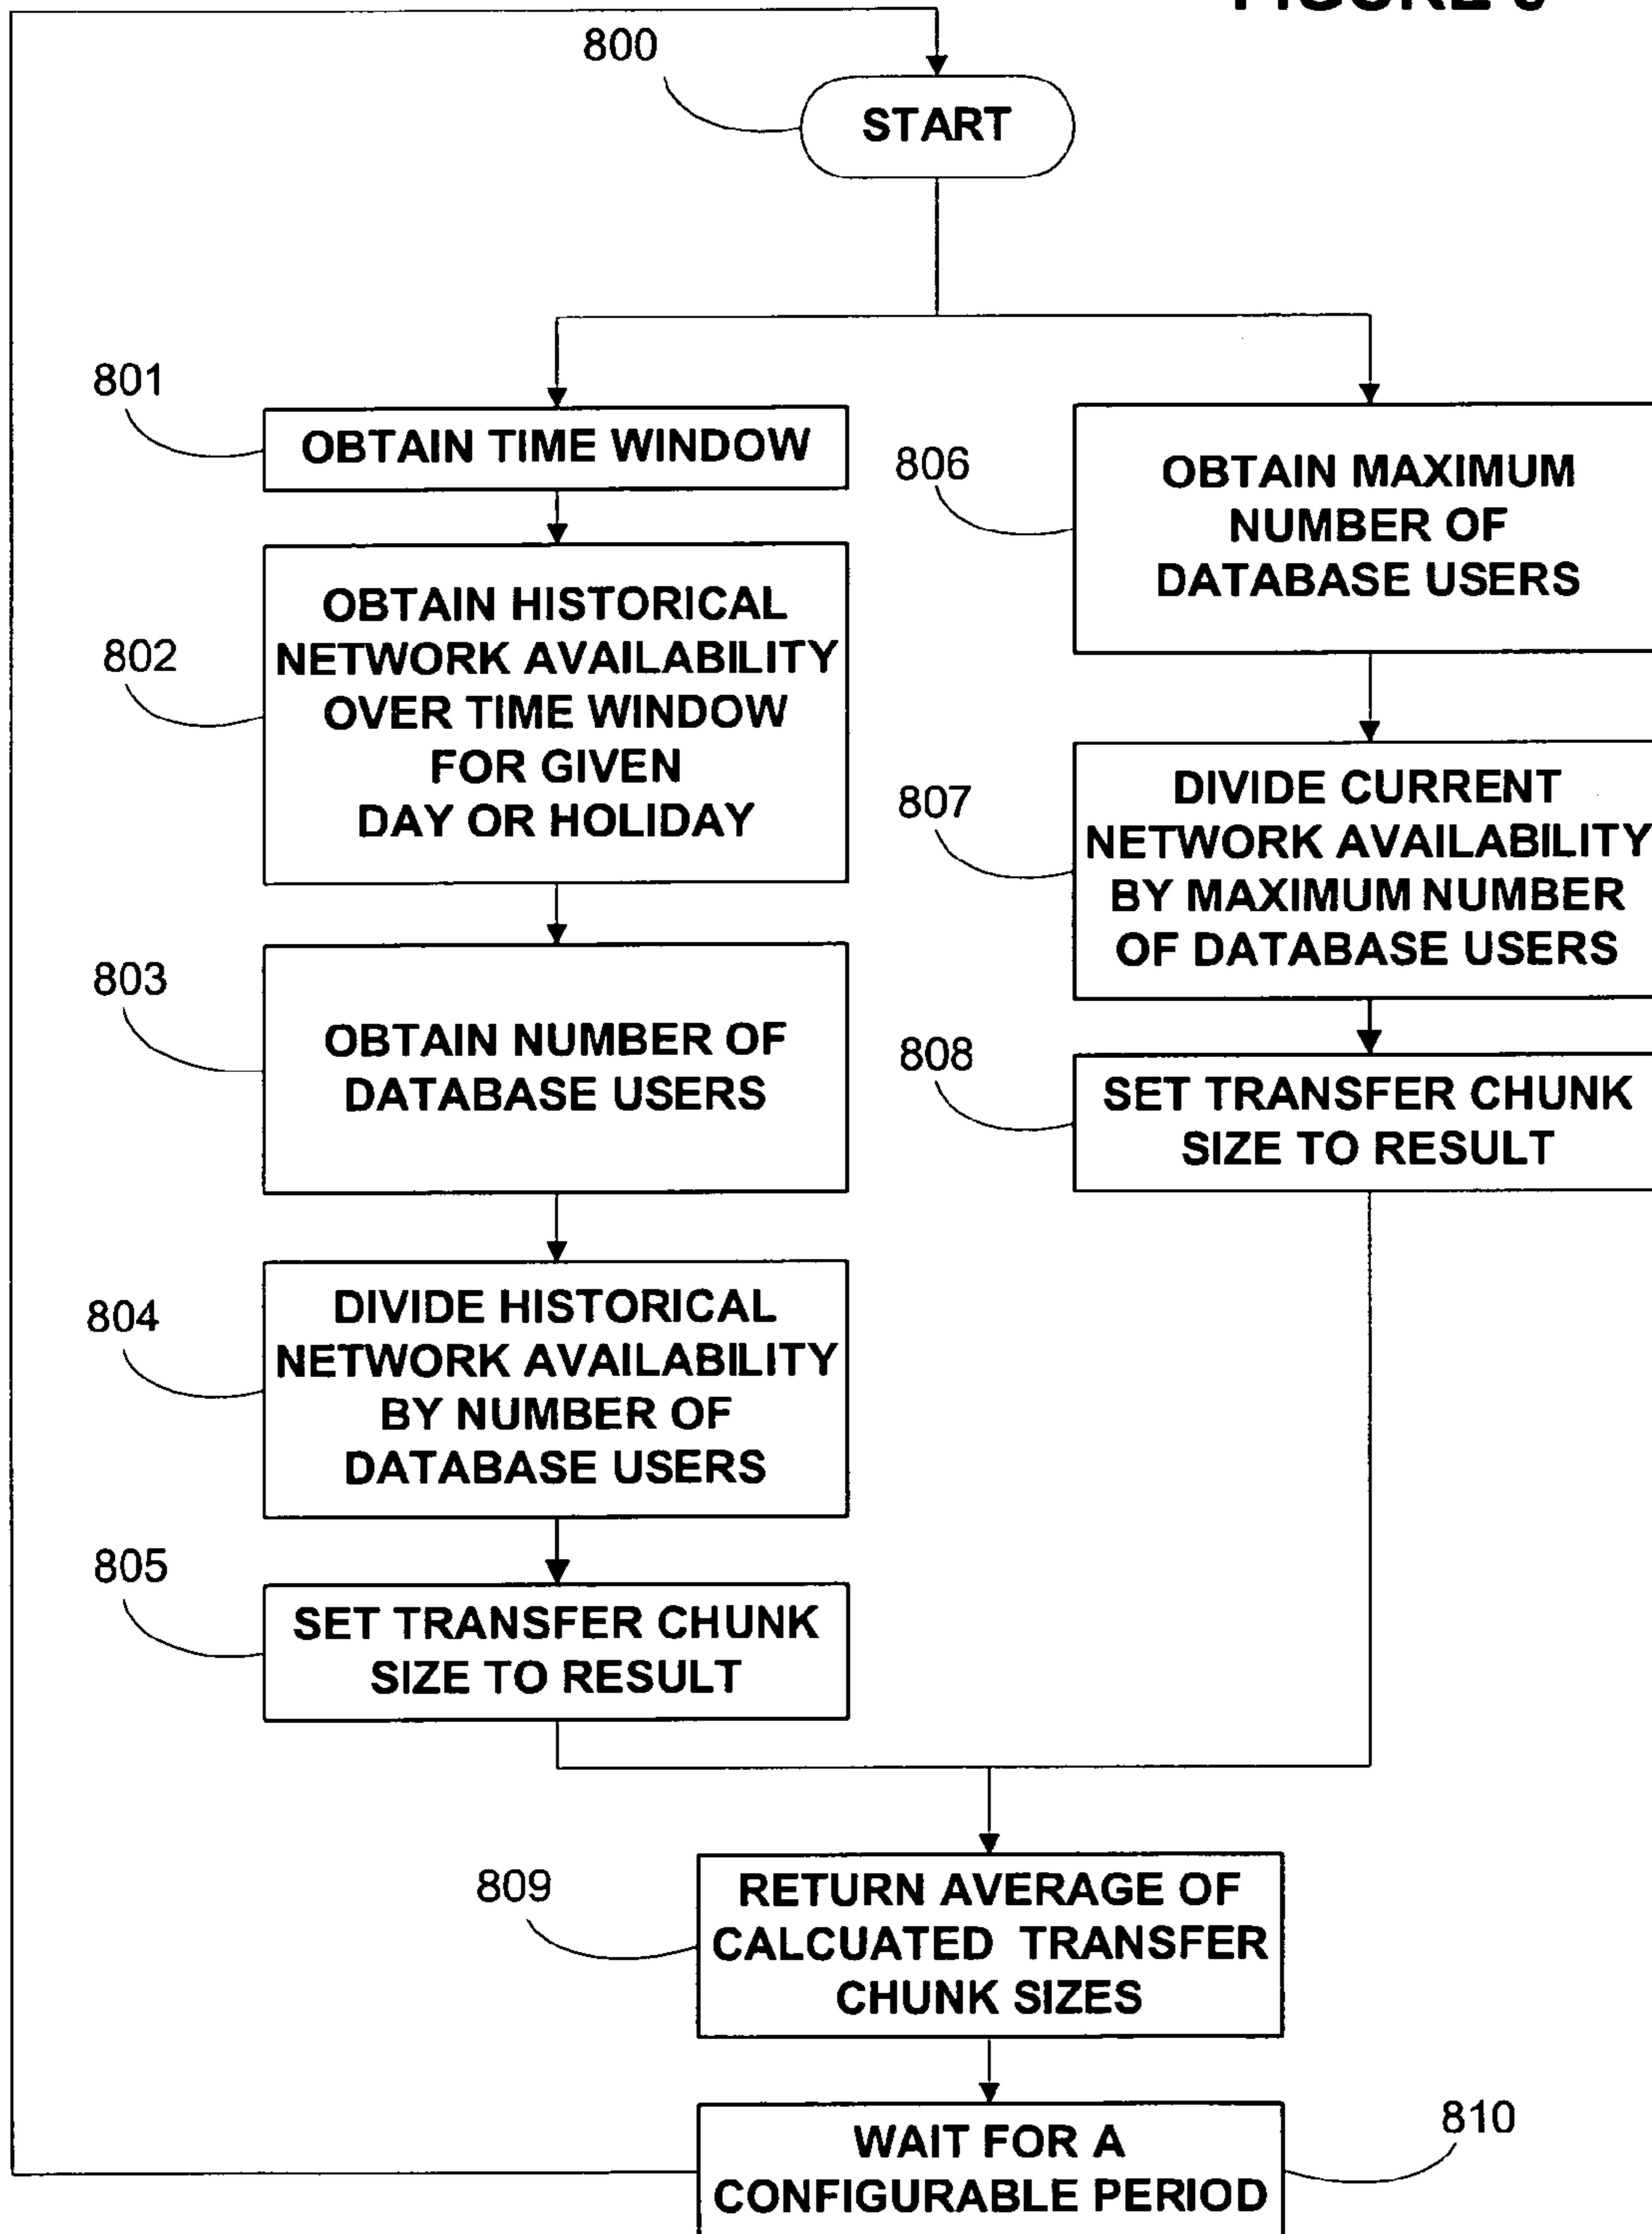 FIGURE
800
START
801
OBTAIN TIME WINDOW
802
OBTAIN HISTORICAL
NETWORK AVAILABILITY
OVER TIME WINDOW
FOR GIVEN
DAY OR HOLIDAY
803
OBTAIN NUMBER OF
DATABASE USERS
804
DIVIDE HISTORICAL
NETWORK AVAILABILITY
BY NUMBER OF
DATABASE USERS
805
SET TRANSFER CHUNK
SIZE TO RESULT
806
OBTAIN MAXIMUM
NUMBER OF
DATABASE USERS
807
DIVIDE CURRENT
NETWORK AVAILABILITY
BY MAXIMUM NUMBER
OF DATABASE USERS
808
SET TRANSFER CHUNK
SIZE TO RESULT
809
RETURN AVERAGE OF
CALCUATED TRANSFER
CHUNK SIZES
810
WAIT FOR A
CONFIGURABLE PERIOD